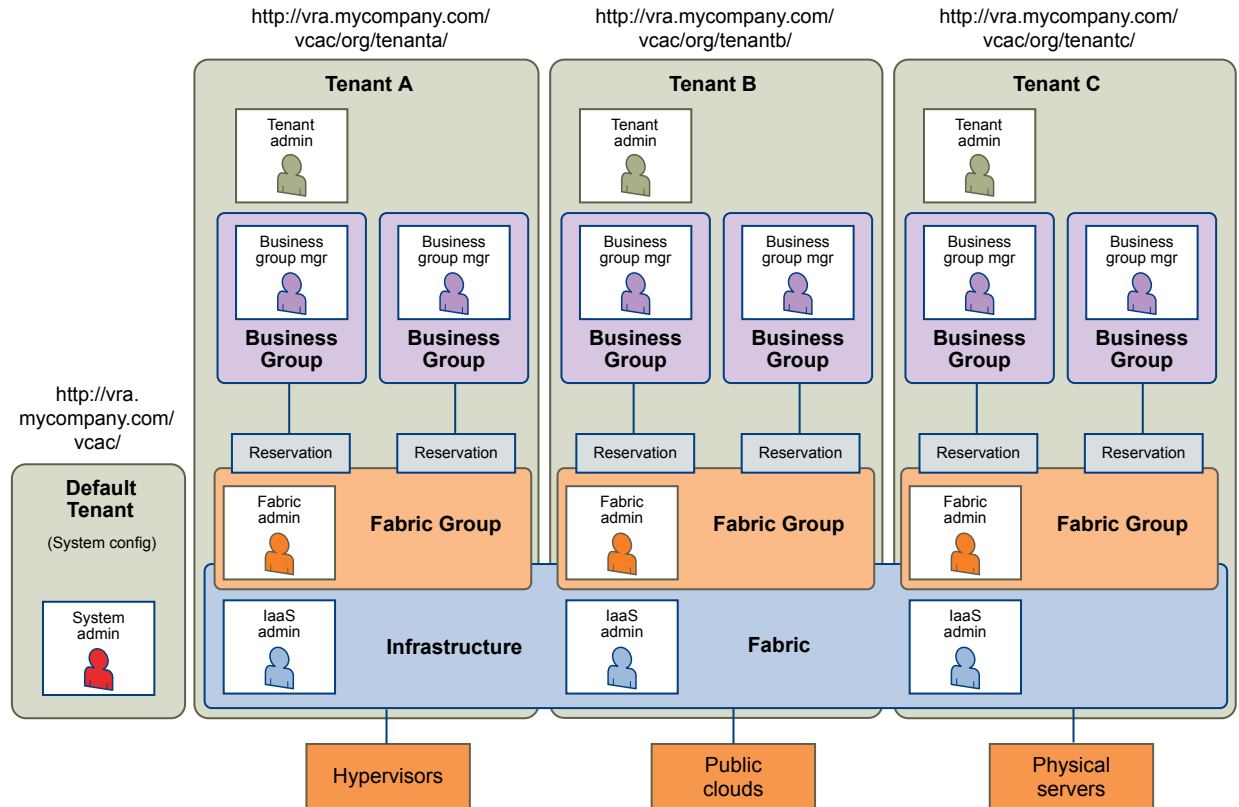 http://vra.mycompany.com/
vcac/org/tenanta/
http://vra.mycompany.com/
vcac/org/tenantb/
http://vra.mycompany.com/
vcac/org/tenantc/
Tenant A
Tenant
admin
Business
group mgr
Business
Group
Business
group mgr
Business
Group
Reservation
Reservation
Fabric
admin
Fabric Group
Tenant B
Tenant
admin
Business
group mgr
Business
Group
Business
group mgr
Business
Group
Reservation
Reservation
Fabric
admin
Fabric Group
Tenant C
Tenant
admin
Business
group mgr
Business
Group
Business
group mgr
Business
Group
Reservation
Reservation
Fabric
admin
Fabric Group
http://vra.
mycompany.com/
vcac/
Default
Tenant
(System config)
System
admin
IaaS
admin
Infrastructure
IaaS
admin
Fabric
IaaS
admin
Hypervisors
Public
clouds
Physical
servers